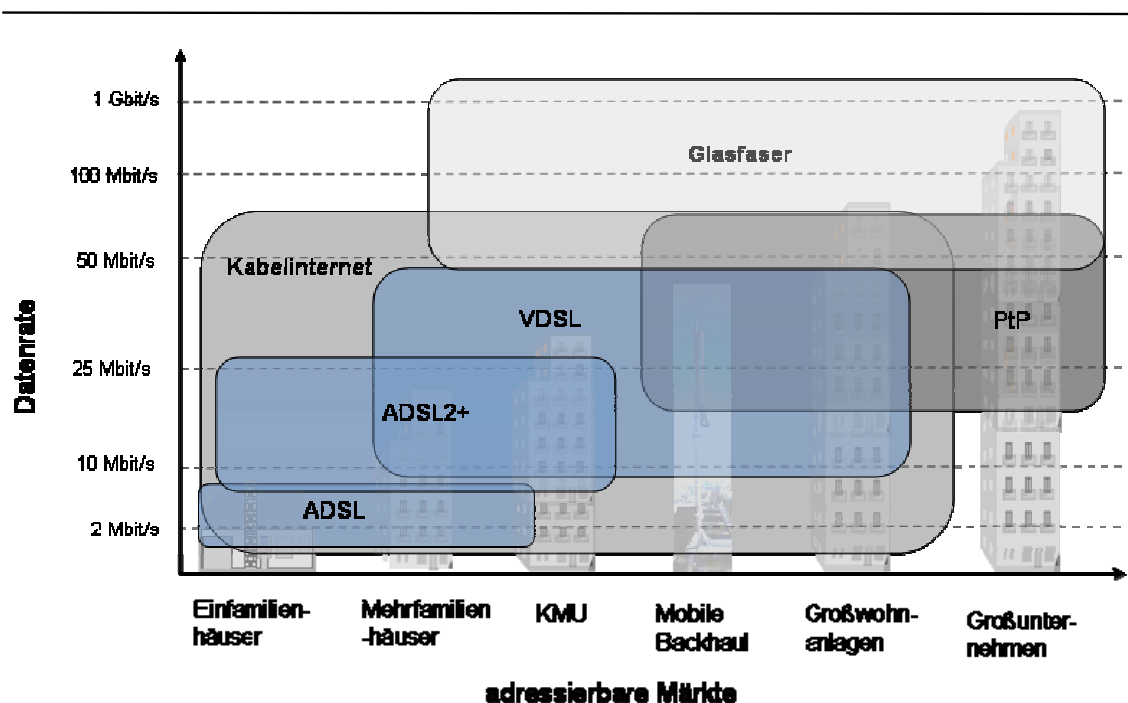 1 Gbit/s
Glasfaser
100 Mbit/s
50 Mbit/s
Kabelinternet
VDSL
PtP
Datenrate
25 Mbit/s
ADSL2+
10 Mbit/s
ADSL
2 Mbit/s
Einfamilien-
häuser
Mehrfamilien
-häuser
KMU
Mobile
Backhaul
Großwohn-
anlagen
Großunter-
nehmen
adressierbare Märkte